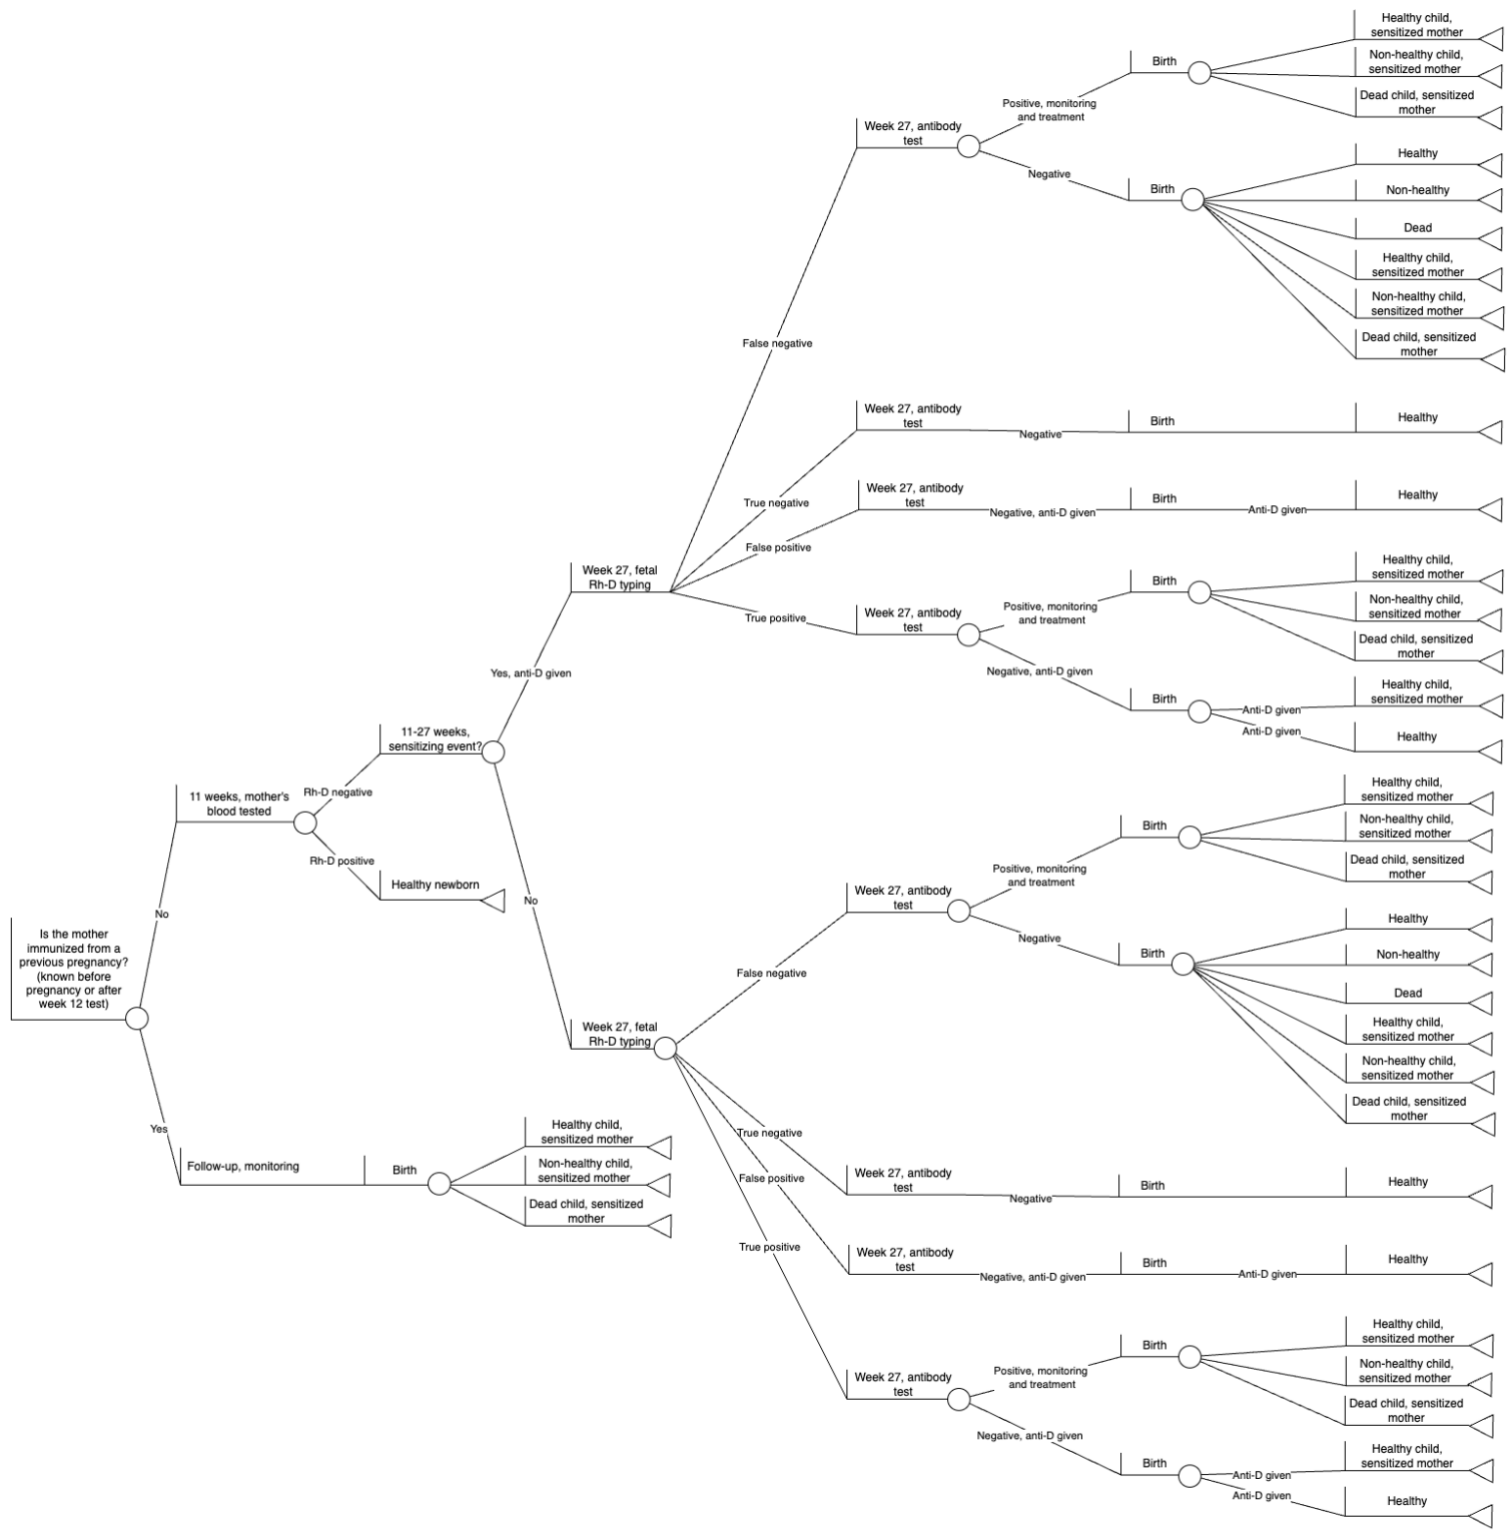 Healthy child,
sensitized mother
Birth
Non-healthy child,
sensitized mother
Positive, monitoring
and treatment
Dead child, sensitized
mother
Week 27, antibody
test
Healthy
Negative
Birth
Non-healthy
Dead
Healthy child,
sensitized mother
Non-healthy child,
sensitized mother
False negative
Dead child, sensitized
mother
Week 27, antibody
test
Negative
Birth
Healthy
True negative
Week 27, antibody
test
Negative, anti-D given
Birth
Anti-D given
Healthy
False positive
Week 27, fetal
Rh-D typing
Healthy child,
sensitized mother
Birth
Non-healthy child,
sensitized mother
Positive, monitoring
and treatment
True positive
Week 27, antibody
test
Dead child, sensitized
mother
Yes, anti-D given
Negative, anti-D given
Birth
Healthy child,
sensitized mother
Anti-D given
Anti-D given
Healthy
11-27 weeks,
sensitizing event?
Rh-D negative
11 weeks, mother's
blood tested
Rh-D positive
Healthy newborn
No
No
Is the mother
immunized from a
previous pregnancy?
(known before
pregnancy or after
week 12 test)
Healthy child,
sensitized mother
Birth
Non-healthy child,
sensitized mother
Positive, monitoring
and treatment
Dead child, sensitized
mother
Week 27, antibody
test
Healthy
Negative
Birth
Non-healthy
False negative
Dead
Week 27, fetal
Rh-D typing
Healthy child,
sensitized mother
Non-healthy child,
sensitized mother
Dead child, sensitized
mother
Yes
Follow-up, monitoring
Birth
Healthy child,
sensitized mother
Non-healthy child,
sensitized mother
Dead child, sensitized
mother
True negative
Week 27, antibody
test
Negative
Birth
Healthy
False positive
True positive
Week 27, antibody
test
Negative, anti-D given
Birth
Anti-D given
Healthy
Healthy child,
sensitized mother
Birth
Non-healthy child,
sensitized mother
Positive, monitoring
and treatment
Week 27, antibody
test
Dead child, sensitized
mother
Negative, anti-D given
Birth
Healthy child,
sensitized mother
Anti-D given
Anti-D given
Healthy